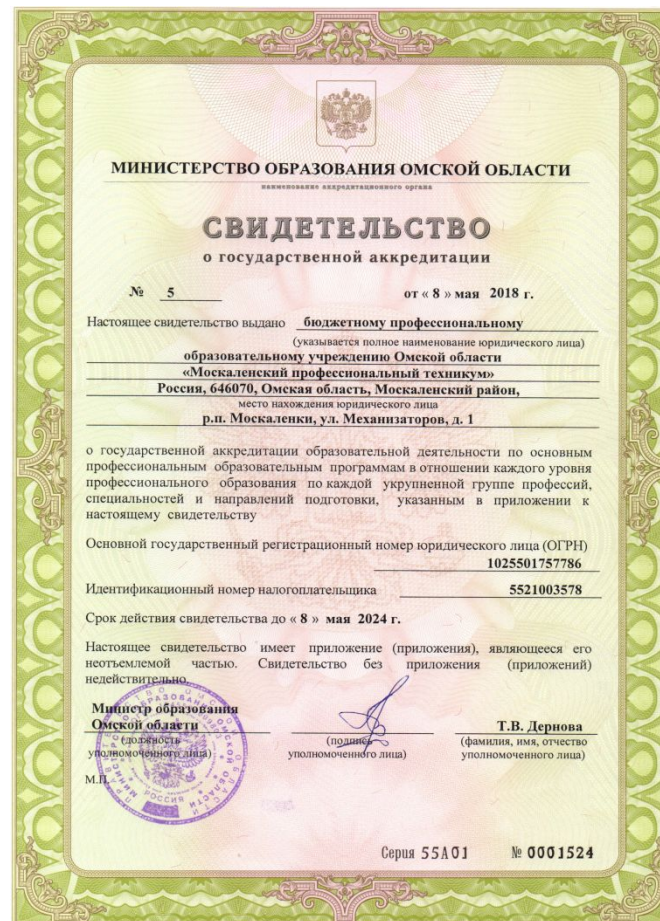 МИНИСТЕРСТВО ОБРАЗОВАНИЯ ОМСКОЙ ОБЛАСТИ
наименование аккредитационного органа
СВИДЕТЕЛЬСТВО
о государственной аккредитации
№ 5 от « 8 » мая 2018 г.
Настоящее свидетельство выдано бюджетному профессиональному
(указывается полное наименование юридического лица)
образовательному учреждению Омской области
«Москаленский профессиональный техникум»
Россия, 646070, Омская область, Москаленский район,
место нахождения юридического лица
р.п. Москаленки, ул. Механизаторов, д. 1
о государственной аккредитации образовательной деятельности по основным
профессиональным образовательным программам в отношении каждого уровня
профессионального образования по каждой укрупненной группе профессий,
специальностей и направлений подготовки, указанным в приложении к
настоящему свидетельству
Основной государственный регистрационный номер юридического лица (ОГРН)
1025501757786
Идентификационный номер налогоплательщика 5521003578
Срок действия свидетельства до « 8 » мая 2024 г.
Настоящее свидетельство имеет приложение (приложения), являющееся его
неотъемлемой частью. Свидетельство без приложения (приложений)
недействительно.
Министр образования
Омской области Т.В. Дернова
(должность (подпись (фамилия, имя, отчество
уполномоченного лица) уполномоченного лица) уполномоченного лица)
М.П.
РОССИЯ
Серия 55А01 № 0001524